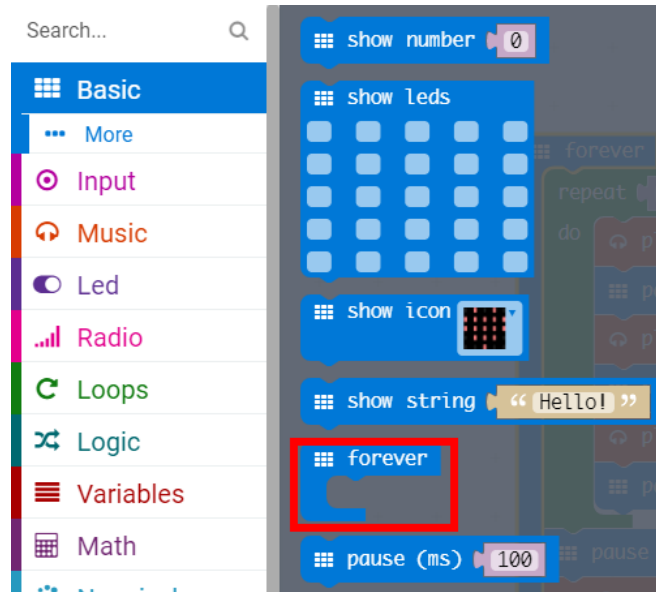 Search...
Basic
More
Input
Music
Led
Radio
Loops
Logic
Variables
Math
show number 0
show leds
show icon
show string “ Hello! ”
forever
pause (ms) 100
forever
repeat
do
pause